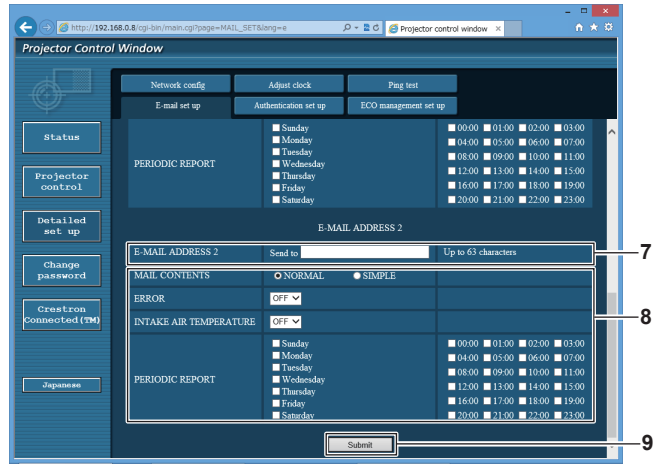 http://192.168.0.8/cgi-bin/main.cgi?page=MAIL_SET&lang=e
Projector control window
Projector Control Window
Network config Adjust clock Ping test
E-mail set up Authentication set up ECO management set up
Status
Projector control
Detailed set up
Change password
Crestron Connected(TM)
Japanese
PERIODIC REPORT
Sunday
Monday
Tuesday
Wednesday
Thursday
Friday
Saturday
00:00 01:00 02:00 03:00
04:00 05:00 06:00 07:00
08:00 09:00 10:00 11:00
12:00 13:00 14:00 15:00
16:00 17:00 18:00 19:00
20:00 21:00 22:00 23:00
E-MAIL ADDRESS 2
E-MAIL ADDRESS 2 Send to Up to 63 characters
7
MAIL CONTENTS NORMAL SIMPLE
ERROR OFF
8
INTAKE AIR TEMPERATURE OFF
PERIODIC REPORT
Sunday
Monday
Tuesday
Wednesday
Thursday
Friday
Saturday
00:00 01:00 02:00 03:00
04:00 05:00 06:00 07:00
08:00 09:00 10:00 11:00
12:00 13:00 14:00 15:00
16:00 17:00 18:00 19:00
20:00 21:00 22:00 23:00
Submit
9